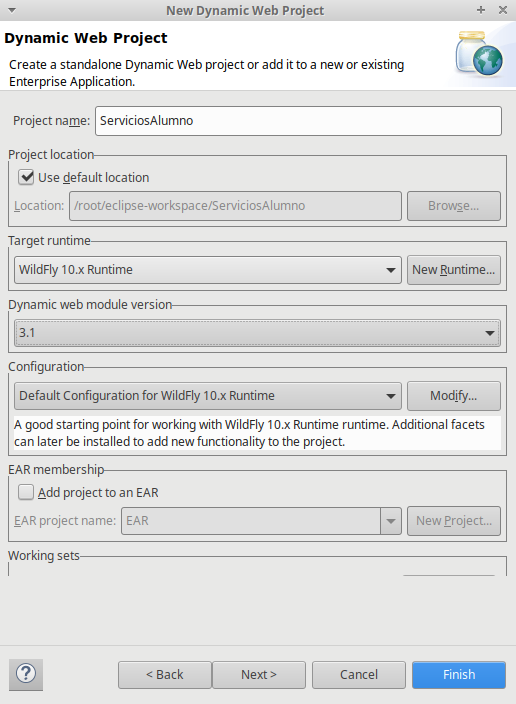 New Dynamic Web Project
Dynamic Web Project
Create a standalone Dynamic Web project or add it to a new or existing
Enterprise Application.
Project name: ServiciosAlumno
Project location
Use default location
Location: /root/eclipse-workspace/ServiciosAlumno Browse...
Target runtime
WildFly 10.x Runtime New Runtime...
Dynamic web module version
3.1
Configuration
Default Configuration for WildFly 10.x Runtime Modify...
A good starting point for working with WildFly 10.x Runtime runtime. Additional facets
can later be installed to add new functionality to the project.
EAR membership
Add project to an EAR
EAR project name: EAR New Project...
Working sets
? < Back Next > Cancel Finish